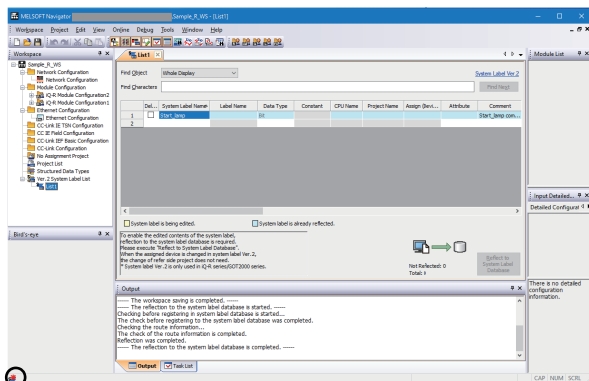 MELSOFT Navigator
Sample_R_WS - [List1]
Workspace Project Edit View Online Debug Tools Window Help
Workspace
Sample_R_WS
Network Configuration
Network Configuration
Module Configuration
iQ-R Module Configuration2
iQ-R Module Configuration1
Ethernet Configuration
Ethernet Configuration
CC-Link IE TSN Configuration
CC IE Field Configuration
CC-Link IEF Basic Configuration
CC-Link Configuration
No Assignment Project
Project List
Structured Data Types
Ver. 2 System Label List
List1
Bird's-eye
List1
Find Object Whole Display System Label Ver.2
Find Characters Find Next
Del... System Label Name Label Name Data Type Constant CPU Name Project Name Assign (Devi... Attribute Comment
1 Start_lamp Bit Start_lamp com...
2
System label is being edited. System label is already reflected.
To enable the edited contents of the system label,
reflection to the system label database is required.
Please execute "Reflect to System Label Database".
When the assigned device is changed in system label Ver.2,
the change of refer side project does not need.
* System label Ver.2 is only used in iQ-R series/GOT2000 series.
Not Reflected: 0
Total:
Reflect to
System Label
Database
Output
---- The workspace saving is completed. ----
---- The reflection to the system label database is started. ----
Checking before registering in system label database is started...
The check before registering to the system label database was completed.
Checking the route information...
The check of the route information is completed.
Reflection was completed.
---- The reflection to the system label database is completed. ----
Output Task List
Module List
Input Detailed...
Detailed Configurat
There is no detailed
configuration
information.
CAP NUM SCRL